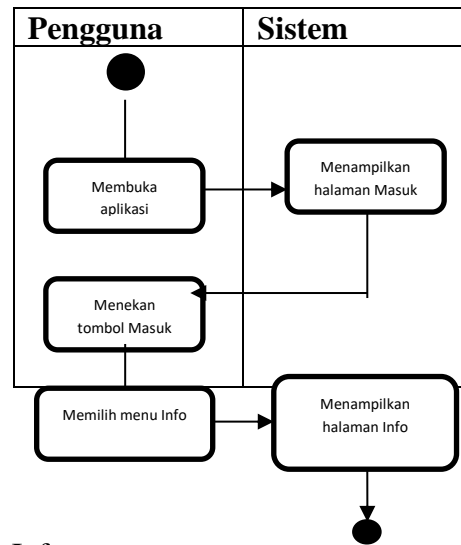 Pengguna
Sistem
Membuka
aplikasi
Menampilkan
halaman Masuk
Menekan
tombol Masuk
Memilih menu Info
Menampilkan
halaman Info